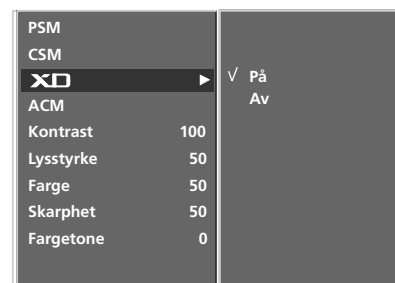 PSM
CSM
XD ►
√ På
ACM
Av
Kontrast 100
Lysstyrke 50
Farge 50
Skarphet 50
Fargetone 0